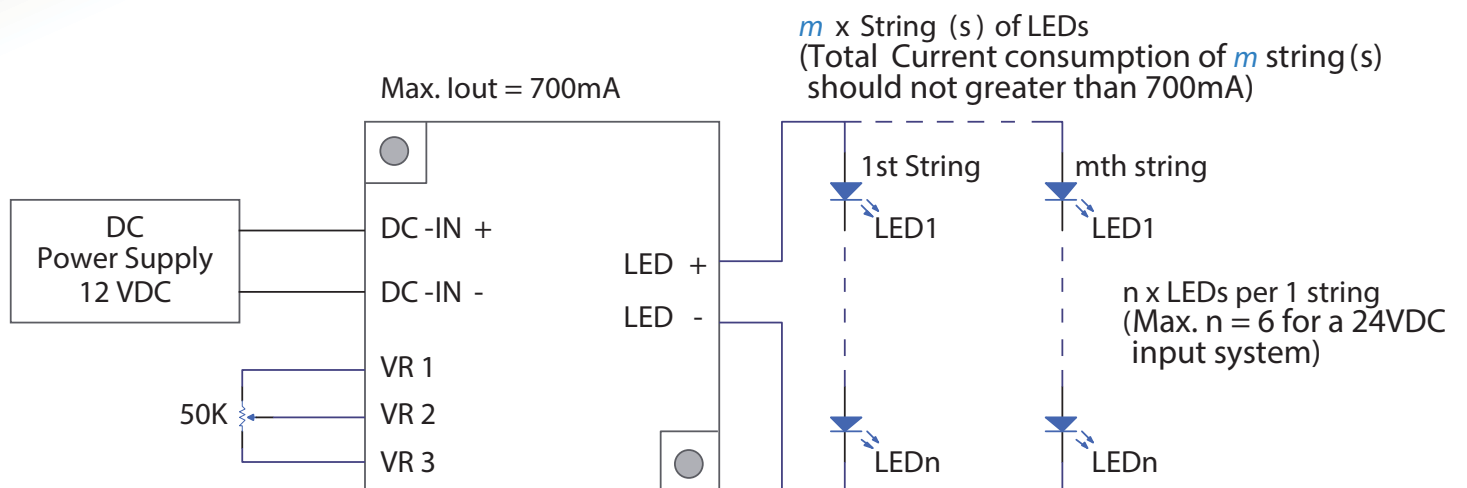 m x String (s) of LEDs
(Total Current consumption of m string(s)
should not greater than 700mA)
Max. Iout = 700mA
1st String
mth string
DC
Power Supply
12 VDC
DC -IN +
DC -IN -
LED +
LED -
LED1
LED1
n x LEDs per 1 string
(Max. n = 6 for a 24VDC
input system)
VR 1
50K
VR 2
VR 3
LEDn
LEDn